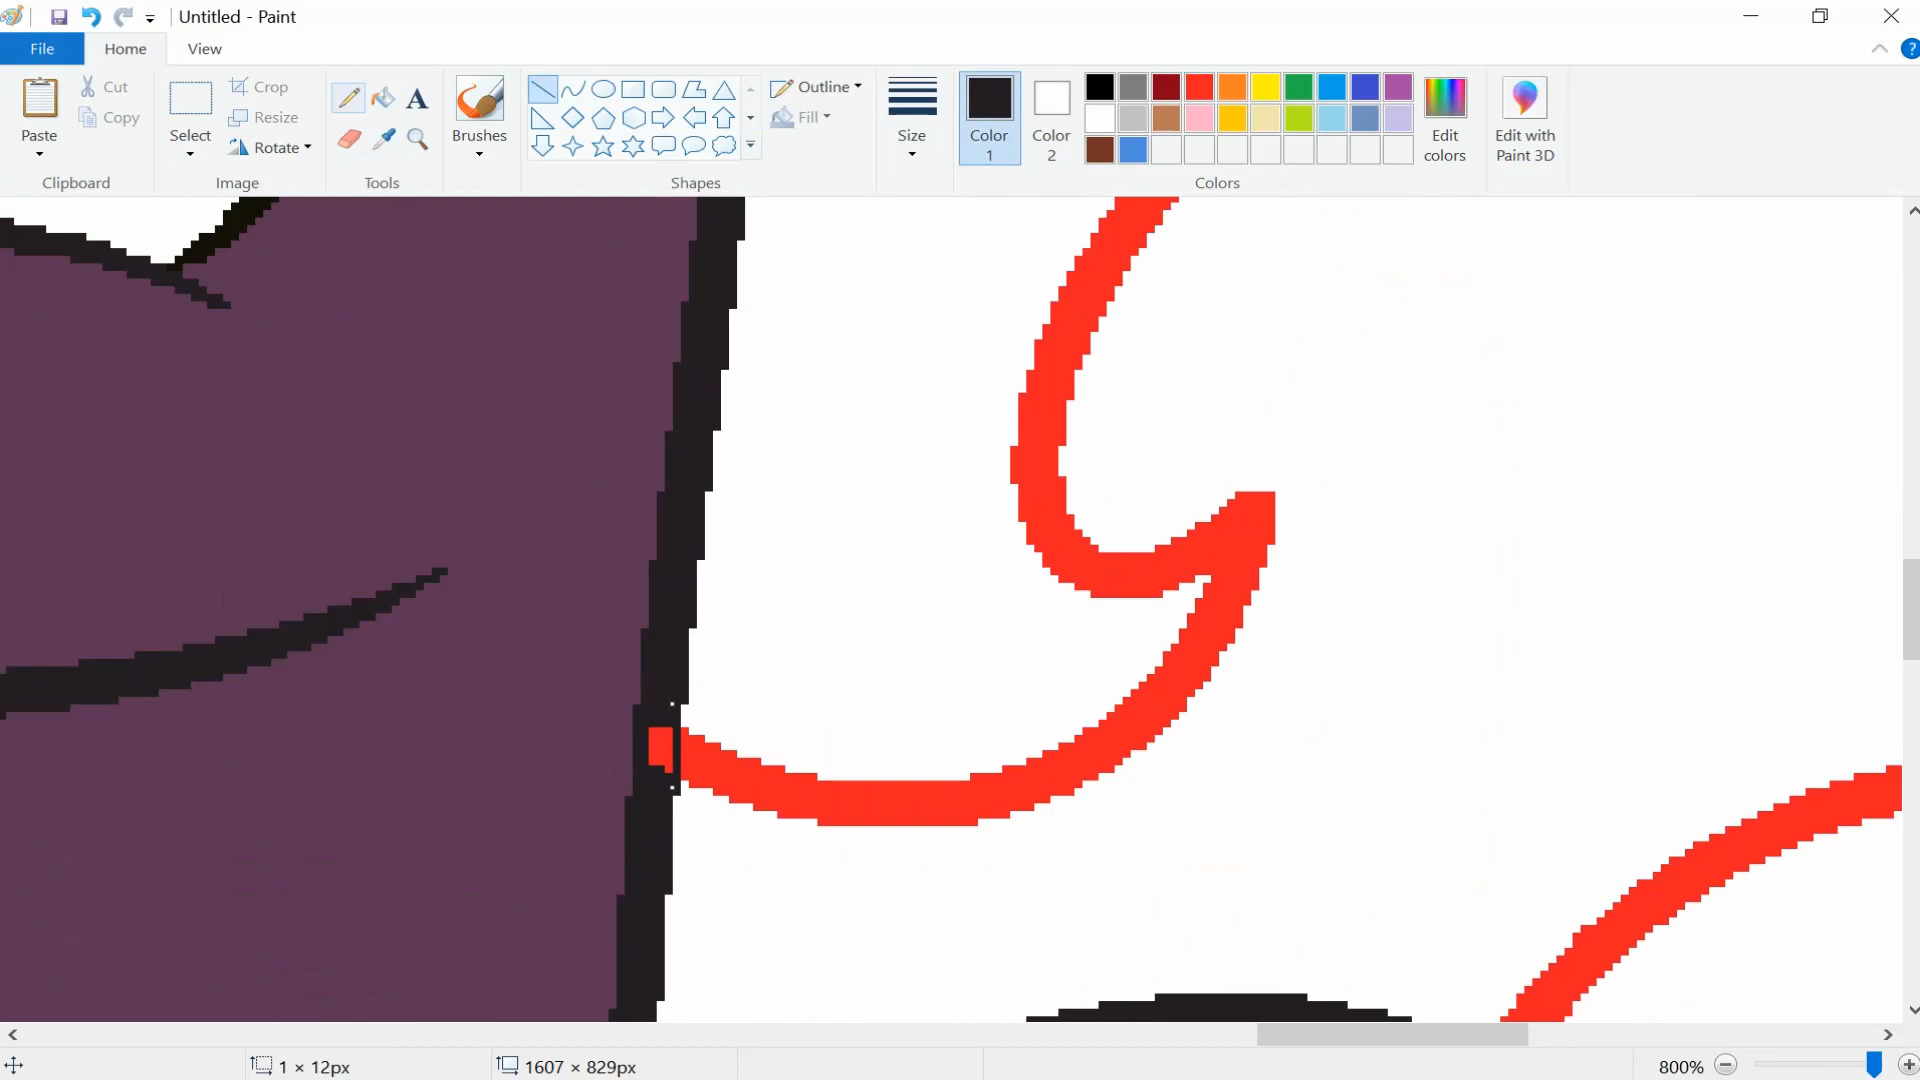 Untitled - Paint
File Home View
Paste
Cut
Copy
Clipboard
Select
Crop
Resize
Rotate
Image
A
Tools
Brushes
Outline
Fill
Shapes
Size
Color 1
Color 2
Edit colors
Colors
Edit with Paint 3D
?
1 × 12px
1607 × 829px
800%